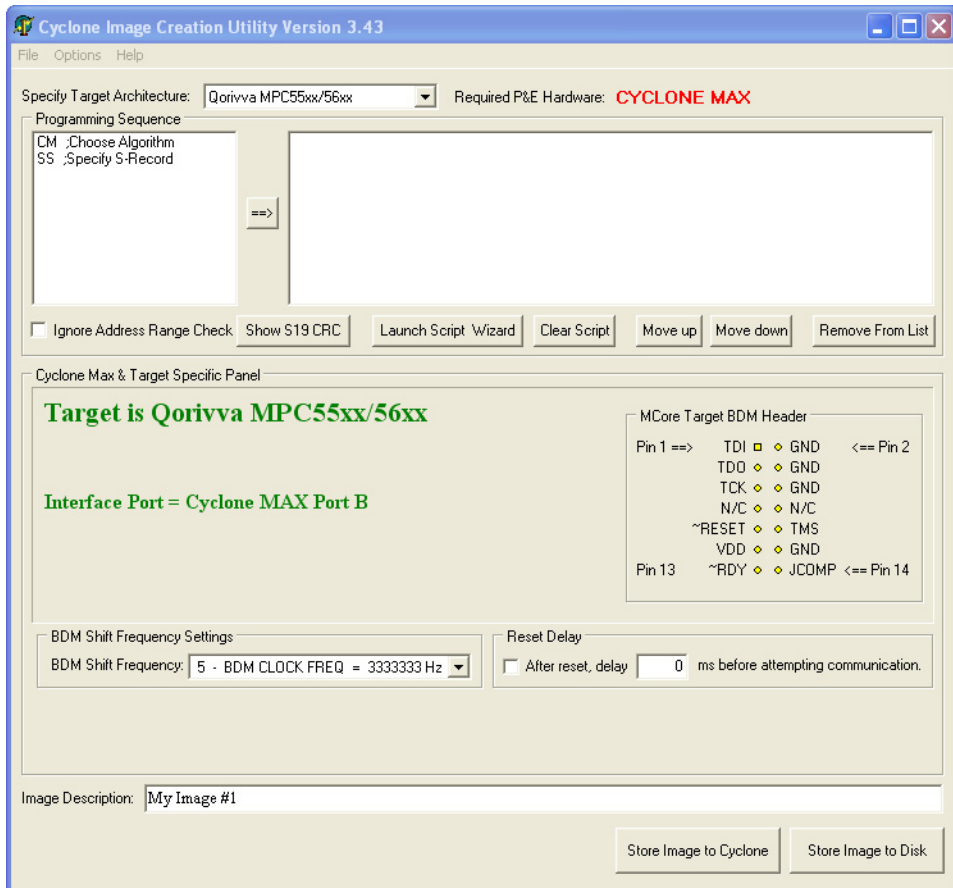 Cyclone Image Creation Utility Version 3.43
File Options Help
Specify Target Architecture: Qorivva MPC55xx/56xx Required P&E Hardware: CYCLONE MAX
Programming Sequence
CM ;Choose Algorithm
SS ;Specify S-Record
==>
Ignore Address Range Check Show S19 CRC Launch Script Wizard Clear Script Move up Move down Remove From List
Cyclone Max & Target Specific Panel
Target is Qorivva MPC55xx/56xx
Interface Port = Cyclone MAX Port B
MCore Target BDM Header
Pin 1 ==> TDI GND <== Pin 2
TDO GND
TCK GND
N/C N/C
~RESET TMS
VDD GND
Pin 13 ~RDY JCOMP <== Pin 14
BDM Shift Frequency Settings
BDM Shift Frequency: 5 - BDM CLOCK FREQ = 3333333 Hz
Reset Delay
After reset, delay 0 ms before attempting communication.
Image Description: My Image #1
Store Image to Cyclone Store Image to Disk